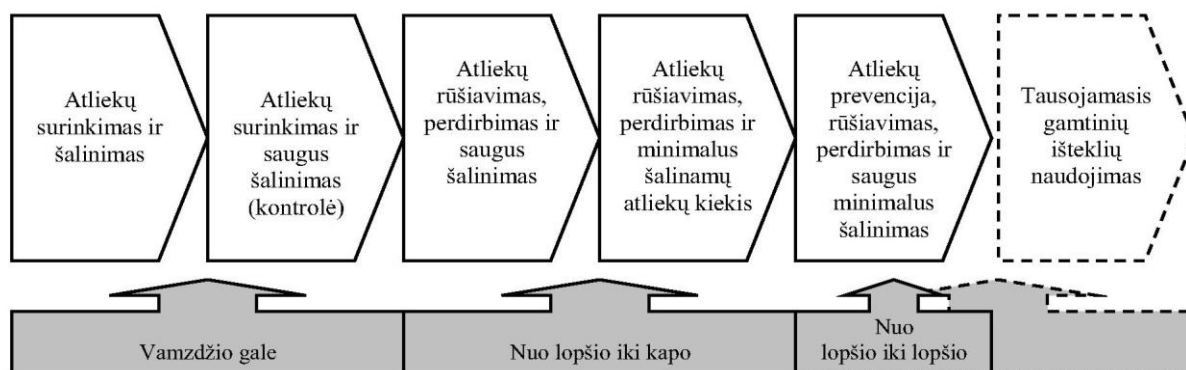 Atliekų
surinkimas ir
šalinimas
Atliekų
surinkimas ir
saugus
šalinimas
(kontrolė)
Atliekų
rūšiavimas,
perdirbimas ir
saugus
šalinimas
Atliekų
rūšiavimas,
perdirbimas ir
minimalus
šalinamų
atliekų kiekis
Atliekų
prevencija,
rūšiavimas,
perdirbimas ir
saugus
minimalus
šalinimas
Tausojamasis
gamtinių
išteklių
naudojimas
Vamzdžio gale
Nuo lopšio iki kapo
Nuo
lopšio iki lopšio